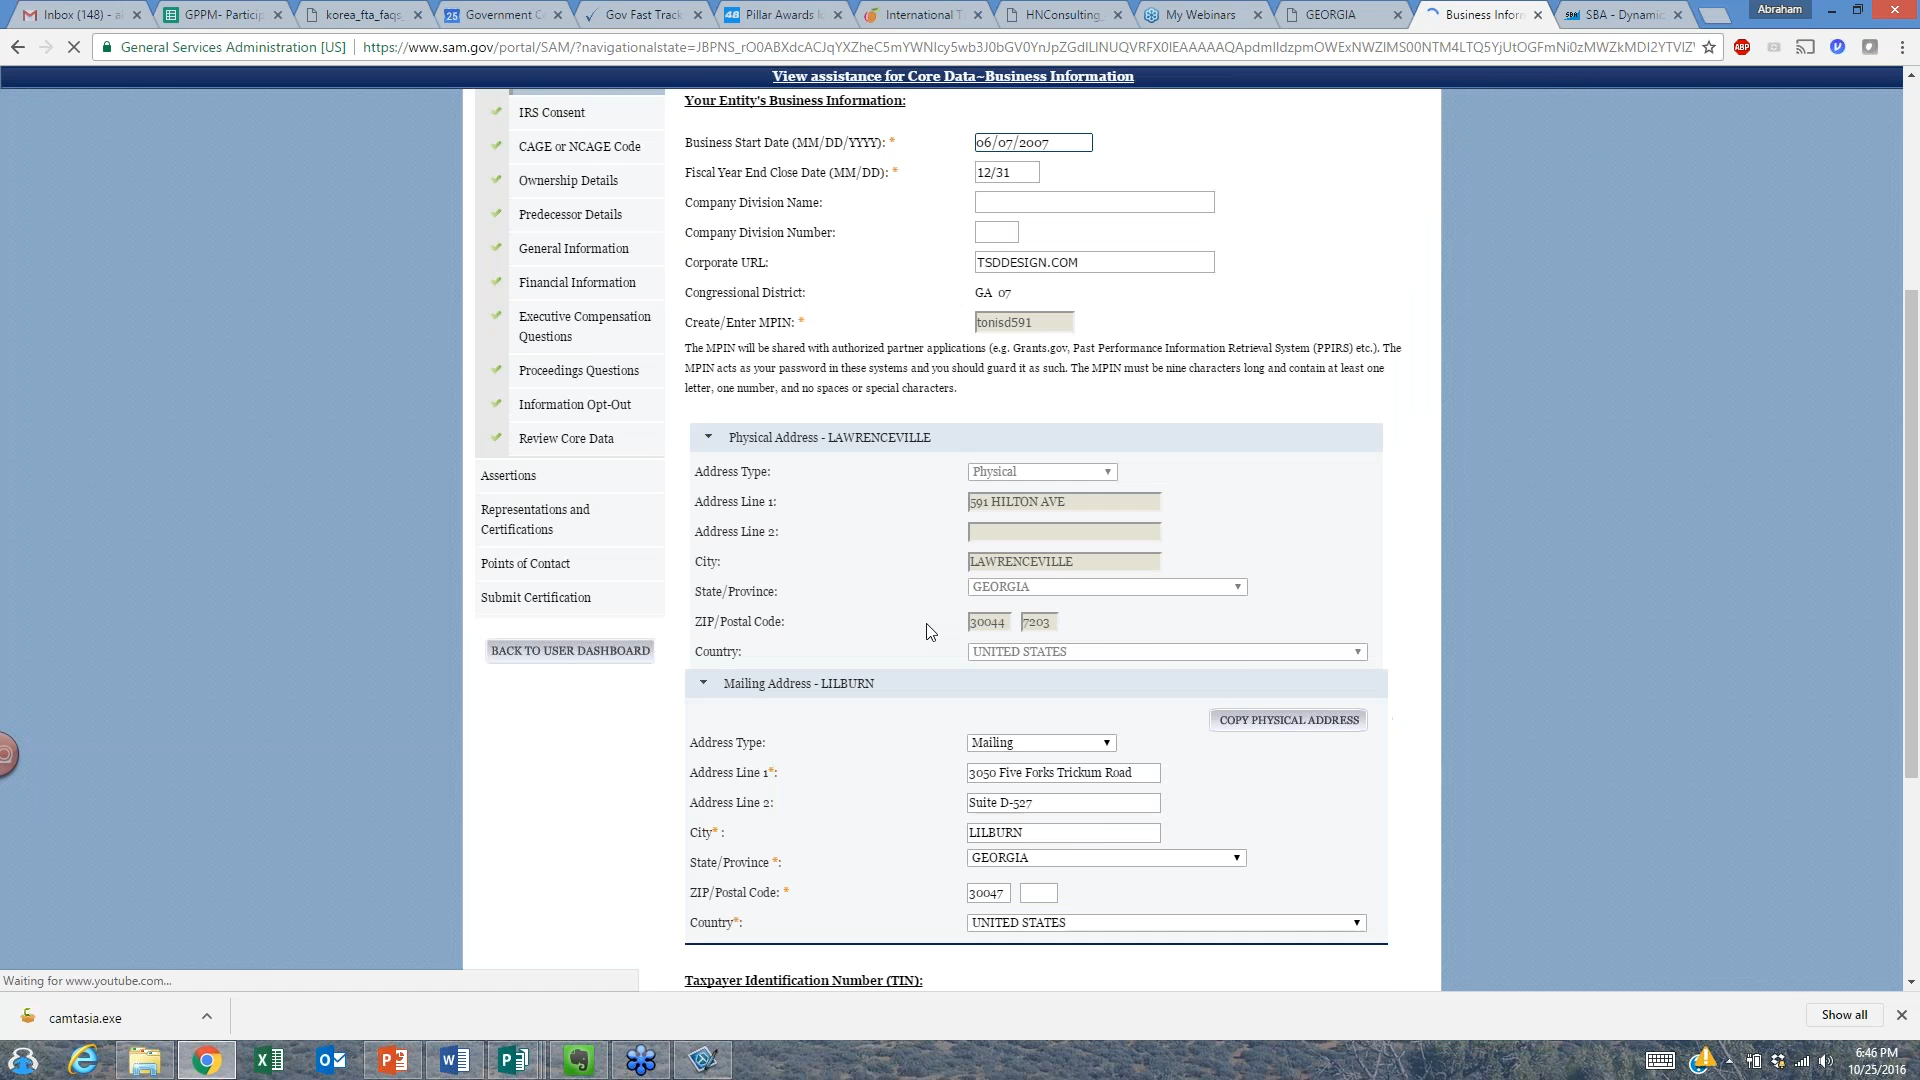 Inbox (148) - al
GPPM- Particip
korea_fta_faqs_
Government C
Gov Fast Track
Pillar Awards
International T
HNConsulting_
My Webinars
GEORGIA
Business Inforr
SBA - Dynamic
Abraham
General Services Administration [US]
https://www.sam.gov/portal/SAM/?navigationalstate=
View assistance for Core Data~Business Information
IRS Consent
CAGE or NCAGE Code
Ownership Details
Predecessor Details
General Information
Financial Information
Executive Compensation
Questions
Proceedings Questions
Information Opt-Out
Review Core Data
Assertions
Representations and
Certifications
Points of Contact
Submit Certification
BACK TO USER DASHBOARD
Your Entity's Business Information:
Business Start Date (MM/DD/YYYY): * 06/07/2007
Fiscal Year End Close Date (MM/DD): * 12/31
Company Division Name:
Company Division Number:
Corporate URL: TSDDESIGN.COM
Congressional District: GA 07
Create/Enter MPIN: * tonisd591
The MPIN will be shared with authorized partner applications (e.g. Grants.gov, Past Performance Information Retrieval System (PPIRS) etc.). The
MPIN acts as your password in these systems and you should guard it as such. The MPIN must be nine characters long and contain at least one
letter, one number, and no spaces or special characters.
Physical Address - LAWRENCEVILLE
Address Type: Physical
Address Line 1: 591 HILTON AVE
Address Line 2:
City: LAWRENCEVILLE
State/Province: GEORGIA
ZIP/Postal Code: 30044 7203
Country: UNITED STATES
Mailing Address - LILBURN
COPY PHYSICAL ADDRESS
Address Type: Mailing
Address Line 1*: 3050 Five Forks Trickum Road
Address Line 2: Suite D-527
City* : LILBURN
State/Province *: GEORGIA
ZIP/Postal Code: * 30047
Country*: UNITED STATES
Taxpayer Identification Number (TIN):
Waiting for www.youtube.com...
camtasia.exe
Show all
6:46 PM
10/25/2016